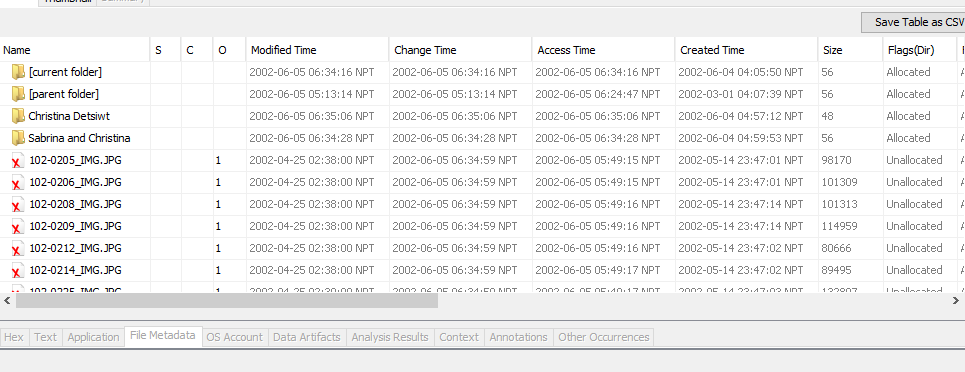 Thumbnail Summary
Save Table as CSV
Name S C O Modified Time Change Time Access Time Created Time Size Flags(Dir)
[current folder] 2002-06-05 06:34:16 NPT 2002-06-05 06:34:16 NPT 2002-06-05 06:34:16 NPT 2002-06-04 04:05:50 NPT 56 Allocated
[parent folder] 2002-06-05 05:13:14 NPT 2002-06-05 05:13:14 NPT 2002-06-05 06:24:47 NPT 2002-03-01 04:07:39 NPT 56 Allocated
Christina Detsiwt 2002-06-05 06:35:06 NPT 2002-06-05 06:35:06 NPT 2002-06-05 06:35:06 NPT 2002-06-04 04:57:12 NPT 48 Allocated
Sabrina and Christina 2002-06-05 06:34:28 NPT 2002-06-05 06:34:28 NPT 2002-06-05 06:34:28 NPT 2002-06-04 04:59:53 NPT 56 Allocated
102-0205_IMG.JPG 1 2002-04-25 02:38:00 NPT 2002-06-05 06:34:59 NPT 2002-06-05 05:49:15 NPT 2002-05-14 23:47:01 NPT 98170 Unallocated
102-0206_IMG.JPG 1 2002-04-25 02:38:00 NPT 2002-06-05 06:34:59 NPT 2002-06-05 05:49:15 NPT 2002-05-14 23:47:01 NPT 101309 Unallocated
102-0208_IMG.JPG 1 2002-04-25 02:38:00 NPT 2002-06-05 06:34:59 NPT 2002-06-05 05:49:16 NPT 2002-05-14 23:47:14 NPT 101313 Unallocated
102-0209_IMG.JPG 1 2002-04-25 02:38:00 NPT 2002-06-05 06:34:59 NPT 2002-06-05 05:49:16 NPT 2002-05-14 23:47:14 NPT 114959 Unallocated
102-0212_IMG.JPG 1 2002-04-25 02:38:00 NPT 2002-06-05 06:34:59 NPT 2002-06-05 05:49:16 NPT 2002-05-14 23:47:02 NPT 80666 Unallocated
102-0214_IMG.JPG 1 2002-04-25 02:38:00 NPT 2002-06-05 06:34:59 NPT 2002-06-05 05:49:17 NPT 2002-05-14 23:47:02 NPT 89495 Unallocated
Hex Text Application File Metadata OS Account Data Artifacts Analysis Results Context Annotations Other Occurrences